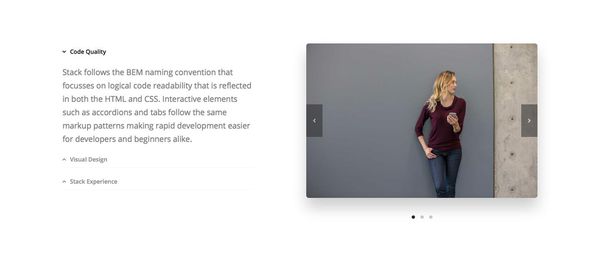 Code Quality
Stack follows the BEM naming convention that
focusses on logical code readability that is reflected
in both the HTML and CSS. Interactive elements
such as accordions and tabs follow the same
markup patterns making rapid development easier
for developers and beginners alike.
Visual Design
Stack Experience